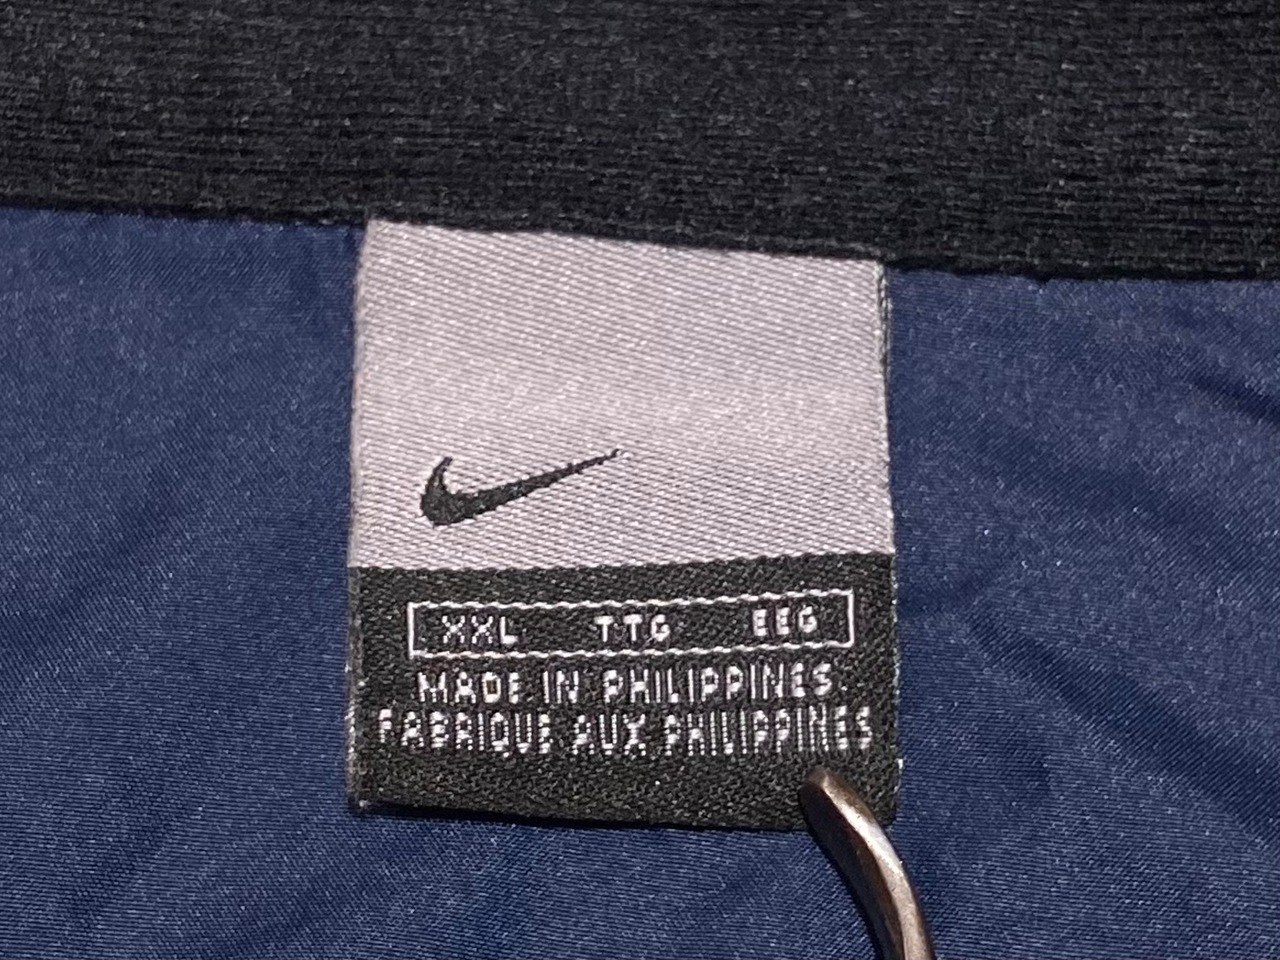 XXL TTG EEG
MADE IN PHILIPPINES
FABRIQUE AUX PHILIPPINES